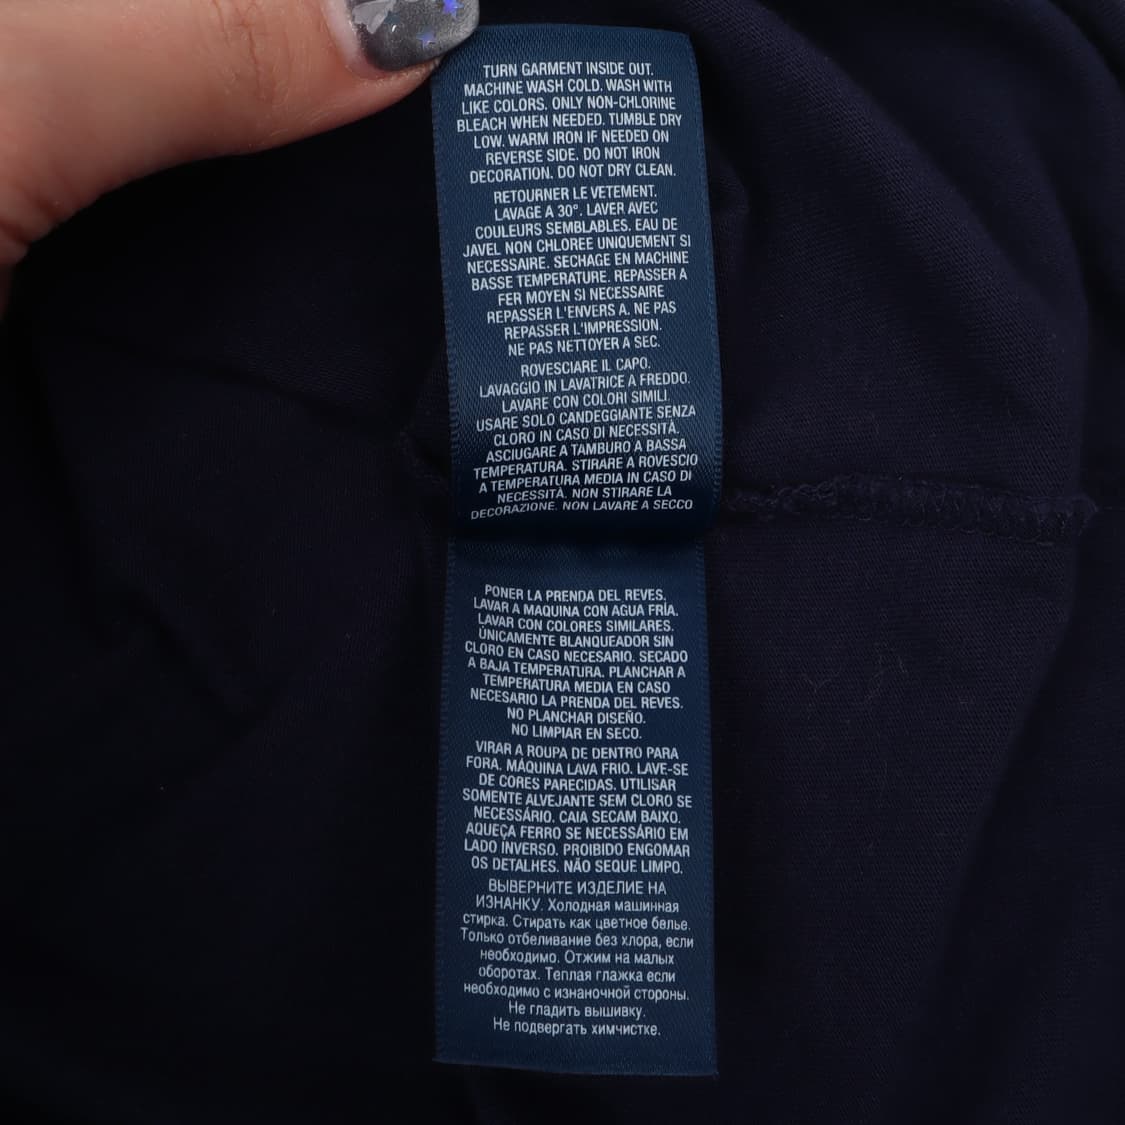 TURN GARMENT INSIDE OUT.
MACHINE WASH COLD. WASH WITH
LIKE COLORS. ONLY NON-CHLORINE
BLEACH WHEN NEEDED. TUMBLE DRY
LOW. WARM IRON IF NEEDED ON
REVERSE SIDE. DO NOT IRON
DECORATION. DO NOT DRY CLEAN.
RETOURNER LE VETEMENT.
LAVAGE A 30°. LAVER AVEC
COULEURS SEMBLABLES. EAU DE
JAVEL NON CHLOREE UNIQUEMENT SI
NECESSAIRE. SECHAGE EN MACHINE
BASSE TEMPERATURE. REPASSER A
FER MOYEN SI NECESSAIRE
REPASSER L'ENVERS A. NE PAS
REPASSER L'IMPRESSION.
NE PAS NETTOYER A SEC.
ROVESCIARE IL CAPO.
LAVAGGIO IN LAVATRICE A FREDDO.
LAVARE CON COLORI SIMILI.
USARE SOLO CANDEGGIANTE SENZA
CLORO IN CASO DI NECESSITÀ.
ASCIUGARE A TAMBURO A BASSA
TEMPERATURA. STIRARE A ROVESCIO
A TEMPERATURA MEDIA IN CASO DI
NECESSITÀ. NON STIRARE LA
DECORAZIONE. NON LAVARE A SECCO
PONER LA PRENDA DEL REVES.
LAVAR A MAQUINA CON AGUA FRÍA.
LAVAR CON COLORES SIMILARES.
ÚNICAMENTE BLANQUEADOR SIN
CLORO EN CASO NECESARIO. SECADO
A BAJA TEMPERATURA. PLANCHAR A
TEMPERATURA MEDIA EN CASO
NECESARIO LA PRENDA DEL REVES.
NO PLANCHAR DISEÑO.
NO LIMPIAR EN SECO.
VIRAR A ROUPA DE DENTRO PARA
FORA. MÁQUINA LAVA FRIO. LAVE-SE
DE CORES PARECIDAS. UTILISAR
SOMENTE ALVEJANTE SEM CLORO SE
NECESSÁRIO. CAIA SECAM BAIXO.
AQUEÇA FERRO SE NECESSÁRIO EM
LADO INVERSO. PROIBIDO ENGOMAR
OS DETALHES. NÃO SEQUE LIMPO.
ВЫВЕРНИТЕ ИЗДЕЛИЕ НА
ИЗНАНКУ. Холодная машинная
стирка. Стирать как цветное белье.
Только отбеливание без хлора, если
необходимо. Отжим на малых
оборотах. Теплая глажка если
необходимо с изнаночной стороны.
Не гладить вышивку.
Не подвергать химчистке.